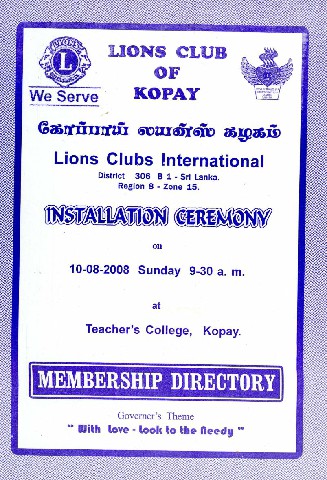 LIONS CLUB
OF
KOPAY
L
We Serve
கோப்பாய் லயன்ஸ் கழகம்
Lions Clubs International
District 306 B 1 - Sri Lanka.
Region 8 - Zone 15.
INSTALLATION CEREMONY
on
10-08-2008 Sunday 9-30 a. m.
at
Teacher's College, Kopay.
MEMBERSHIP DIRECTORY
Governor's Theme
" With Love - Look to the Needy "